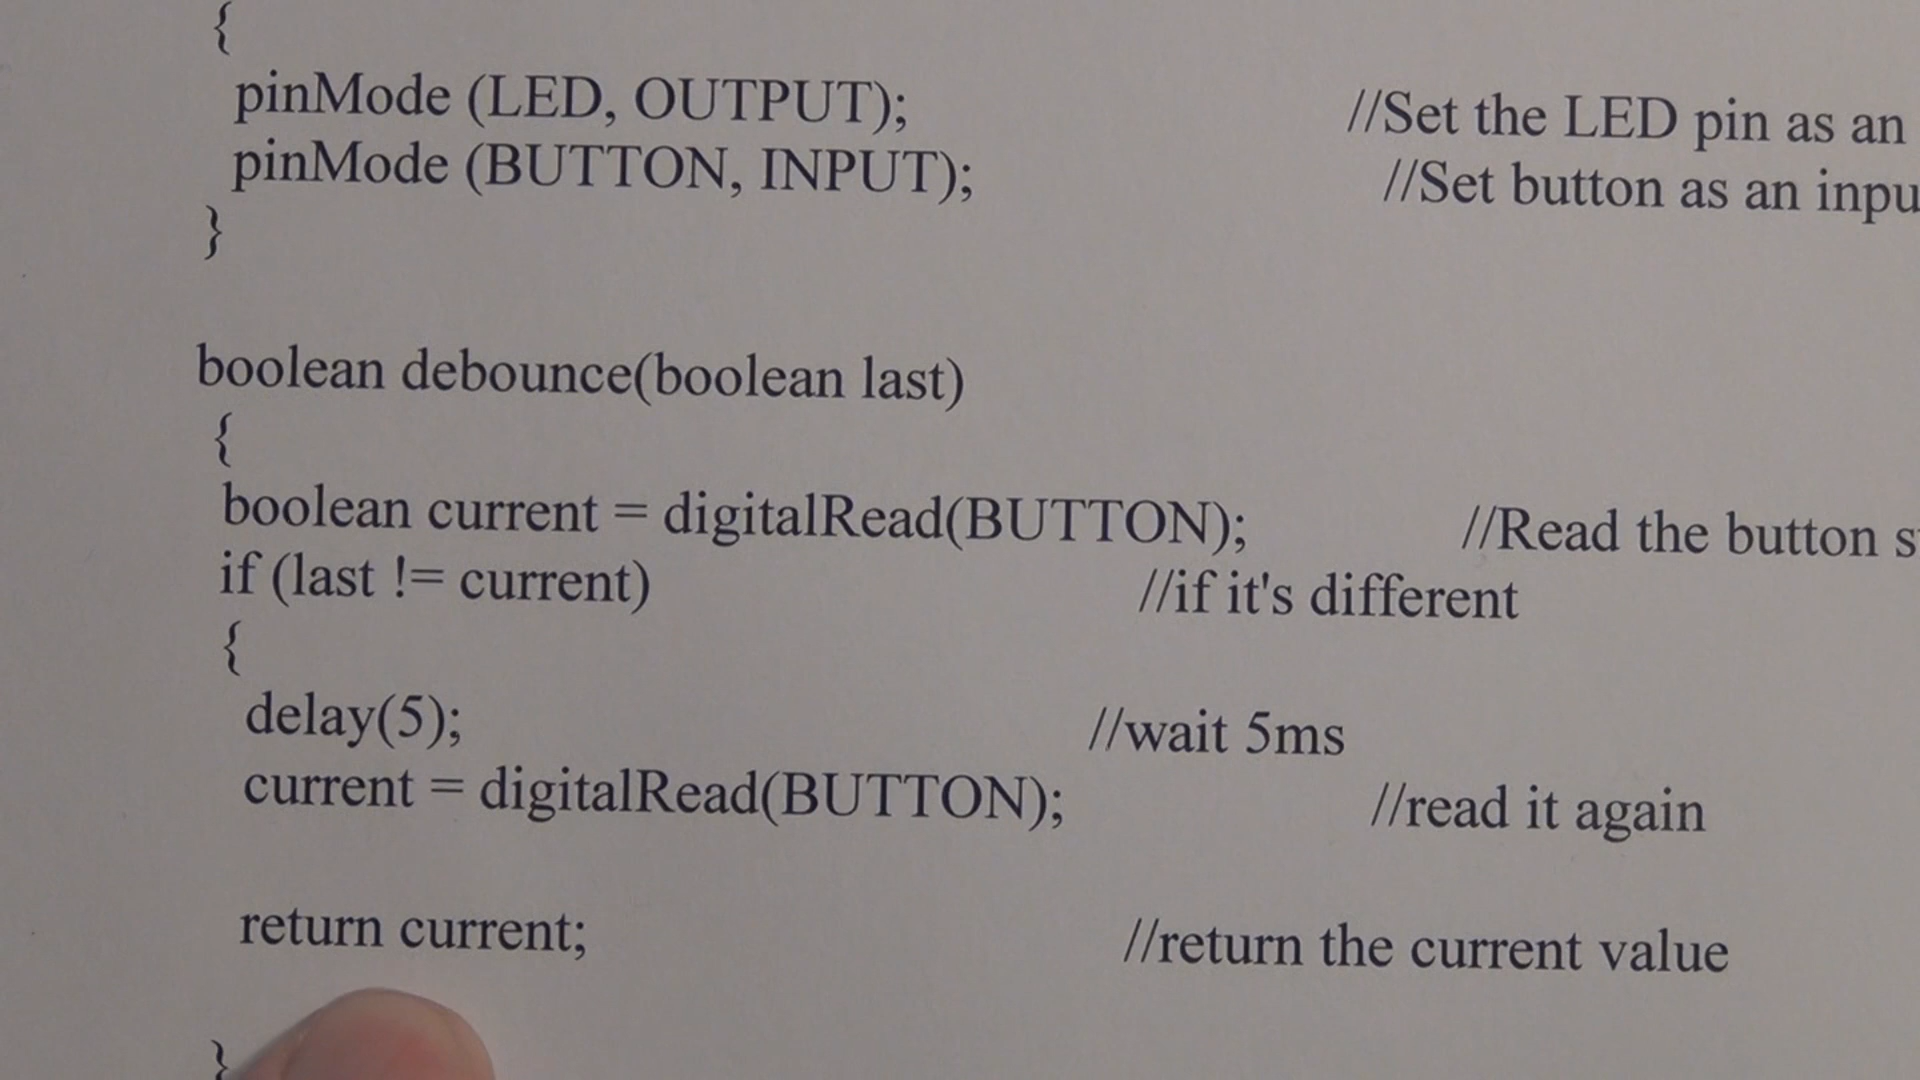 {
pinMode (LED, OUTPUT); //Set the LED pin as an
pinMode (BUTTON, INPUT); //Set button as an inpu
}
boolean debounce(boolean last)
{
boolean current = digitalRead(BUTTON); //Read the button s
if (last != current) //if it's different
{
delay(5); //wait 5ms
current = digitalRead(BUTTON); //read it again
return current; //return the current value
}